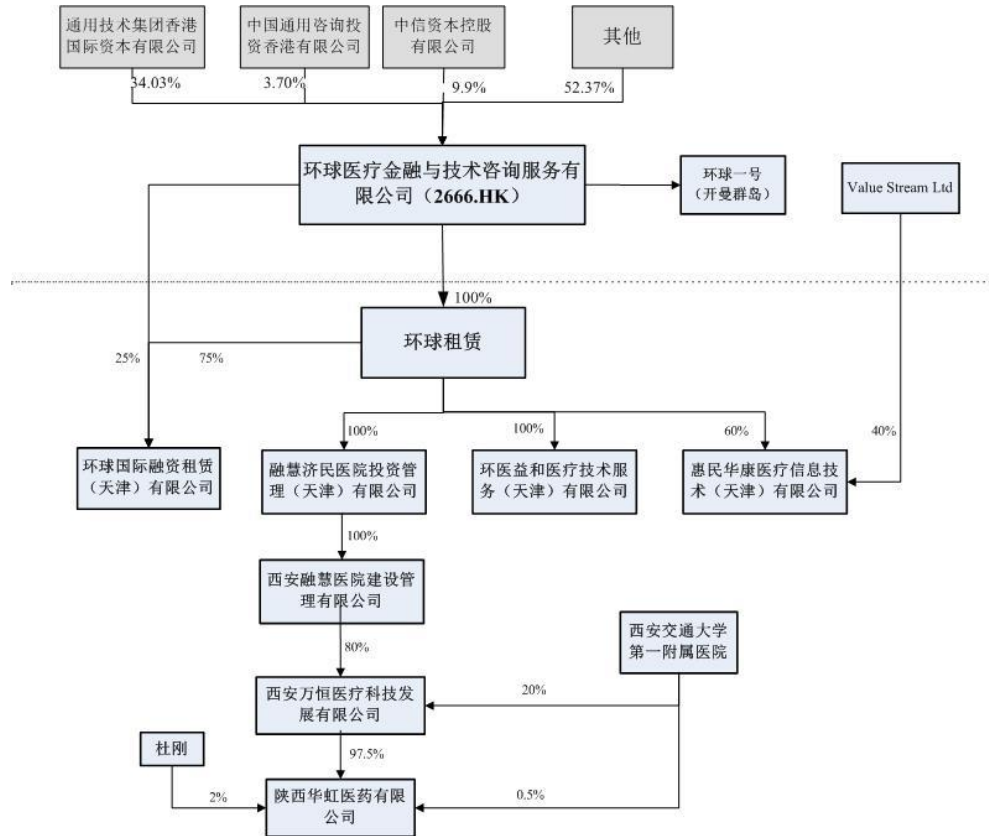 通用技术集团香港
国际资本有限公司
中国通用咨询投
资香港有限公司
中信资本控股
有限公司
其他
34.03%
3.70%
9.9%
52.37%
环球医疗金融与技术咨询服务有
限公司（2666.HK）
环球一号
（开曼群岛）
Value Stream Ltd
100%
环球租赁
25%
75%
100%
100%
60%
40%
环球国际融资租赁
（天津）有限公司
融慧济民医院投资管
理（天津）有限公司
环医益和医疗技术服
务（天津）有限公司
惠民华康医疗信息技
术（天津）有限公司
100%
西安融慧医院建设管
理有限公司
西安交通大学
第一附属医院
80%
20%
西安万恒医疗科技发
展有限公司
杜刚
97.5%
2%
陕西华虹医药有限
公司
0.5%